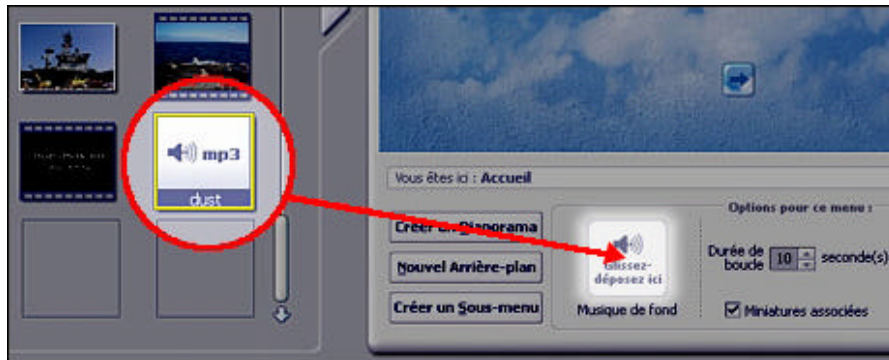 mp3
dust
Vous êtes ici : Accueil
Créer un Diaporama
Nouvel Arrière-plan
Créer un Sous-menu
Glissez-
déposez ici
Musique de fond
Options pour ce menu :
Durée de
boucle 10 seconde(s)
Miniatures associées